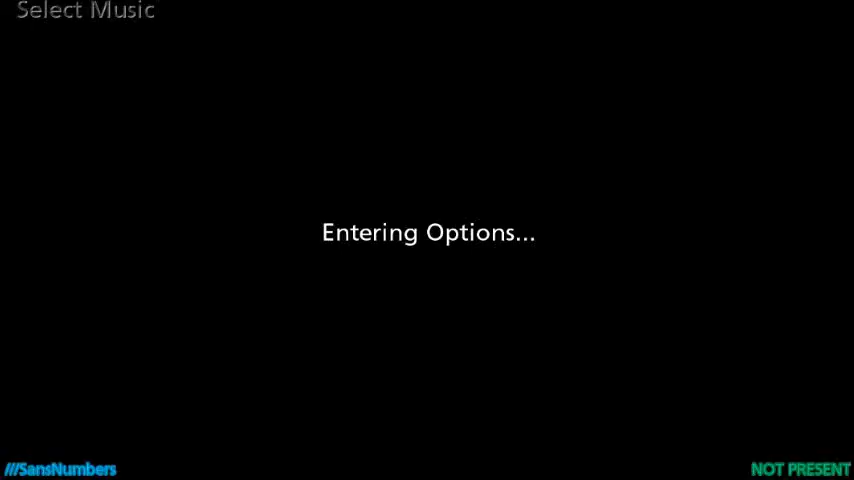 Select Music
Entering Options...
///SansNumbers
NOT PRESENT